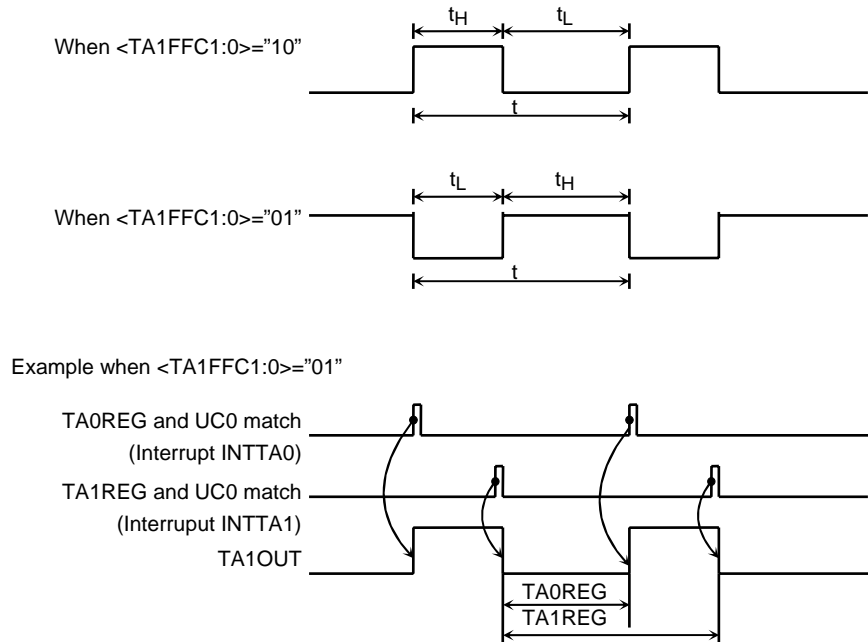 tH tL
When <TA1FFC1:0>=”10”
t
tL tH
When <TA1FFC1:0>=”01”
t
Example when <TA1FFC1:0>=”01”
TA0REG and UC0 match
(Interrupt INTTA0)
TA1REG and UC0 match
(Interruput INTTA1)
TA1OUT
TA0REG
TA1REG